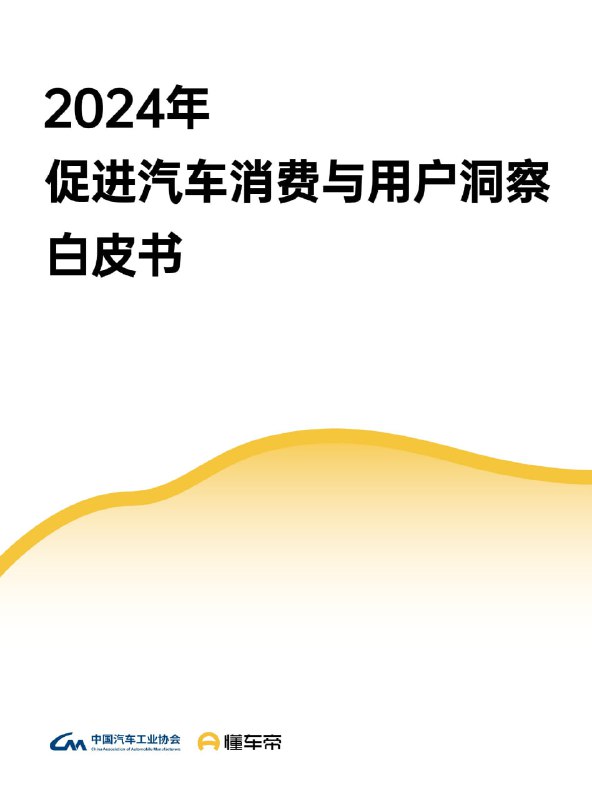 2024年
促进汽车消费与用户洞察
白皮书
中国汽车工业协会
China Association of Automobile Manufacturers
懂车帝